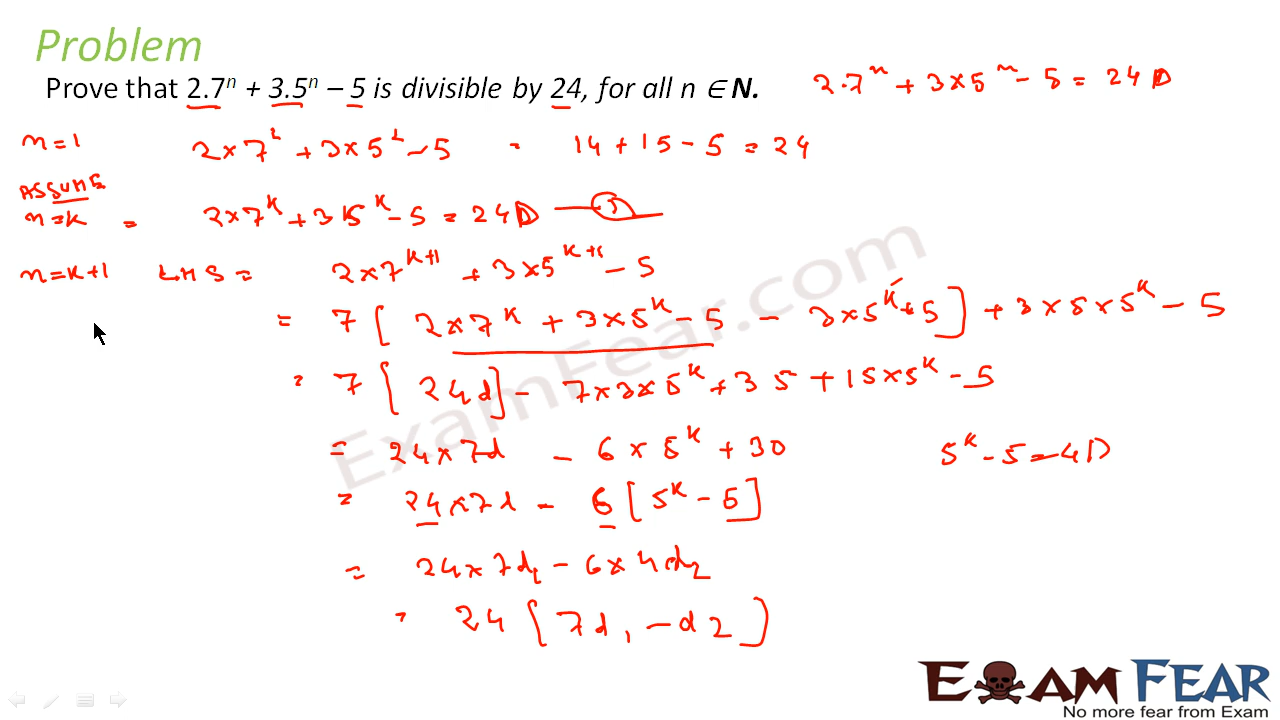 Problem
Prove that 2.7ⁿ + 3.5ⁿ – 5 is divisible by 24, for all n ∈ N.
2.7ⁿ + 3×5ⁿ - 5 = 24D
n=1 2×7¹ + 3×5¹ - 5 = 14 + 15 - 5 = 24
ASSUME
n=k = 2×7ᵏ + 3×5ᵏ - 5 = 24D — ①
n=k+1 LHS = 2×7ᵏ⁺¹ + 3×5ᵏ⁺¹ - 5
= 7 [ 2×7ᵏ + 3×5ᵏ - 5 - 3×5ᵏ + 5 ] + 3×5×5ᵏ - 5
= 7 [ 24d ] - 7×3×5ᵏ + 35 + 15×5ᵏ - 5
= 24×7d - 6×5ᵏ + 30 5ᵏ - 5 = 4D
= 24×7d - 6 [ 5ᵏ - 5 ]
= 24×7d₁ - 6×4d₂
= 24 [ 7d₁ - d2 ]
ExamFear.com
EXAM FEAR
No more fear from Exam